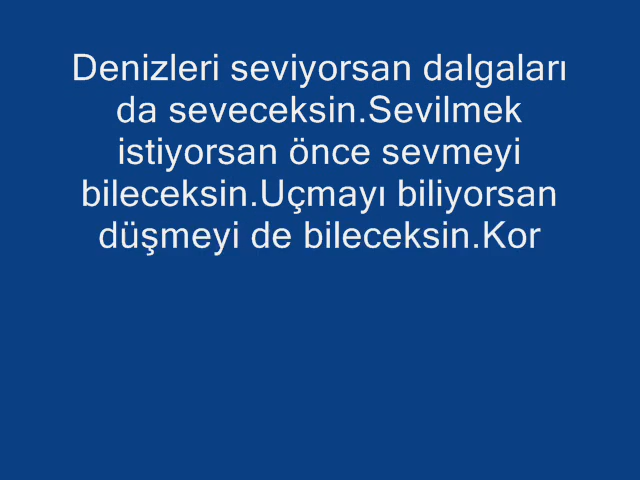 Denizleri seviyorsan dalgaları
da seveceksin.Sevilmek
istiyorsan önce sevmeyi
bileceksin.Uçmayı biliyorsan
düşmeyi de bileceksin.Kor